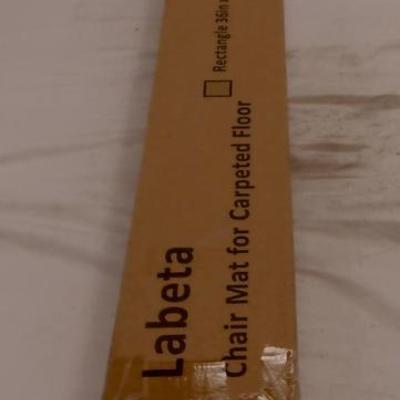 Labeta
Chair Mat for Carpeted Floor
Rectangle 36in x